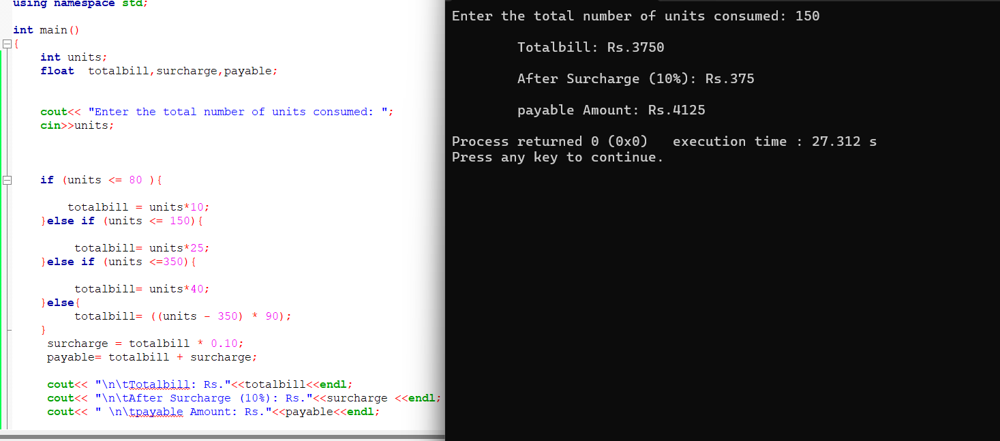 using namespace std;
int main()
{
int units;
float  totalbill,surcharge,payable;
cout<< "Enter the total number of units consumed: ";
cin>>units;
if (units <= 80 ){
totalbill = units*10;
}else if (units <= 150){
totalbill= units*25;
}else if (units <=350){
totalbill= units*40;
}else{
totalbill= ((units - 350) * 90);
}
surcharge = totalbill * 0.10;
payable= totalbill + surcharge;
cout<< "\n\tTotalbill: Rs."<<totalbill<<endl;
cout<< "\n\tAfter Surcharge (10%): Rs."<<surcharge <<endl;
cout<< " \n\tpayable Amount: Rs."<<payable<<endl;
Enter the total number of units consumed: 150
Totalbill: Rs.3750
After Surcharge (10%): Rs.375
payable Amount: Rs.4125
Process returned 0 (0x0)   execution time : 27.312 s
Press any key to continue.